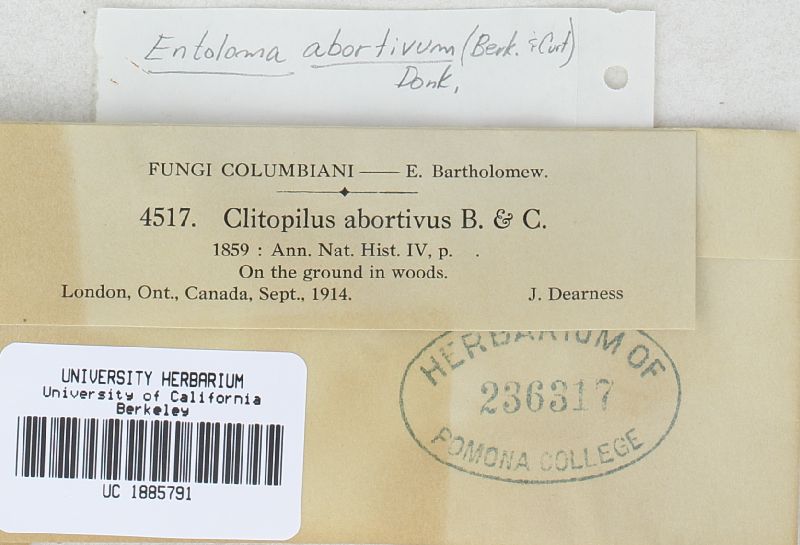 Entoloma abortivum (Berk. & Curt)
Donk.
FUNGI COLUMBIANI — E. Bartholomew.
4517. Clitopilus abortivus B. & C.
1859 : Ann. Nat. Hist. IV, p. .
On the ground in woods.
London, Ont., Canada, Sept., 1914. J. Dearness
HERBARIUM OF
236317
POMONA COLLEGE
UNIVERSITY HERBARIUM
University of California
Berkeley
UC 1885791